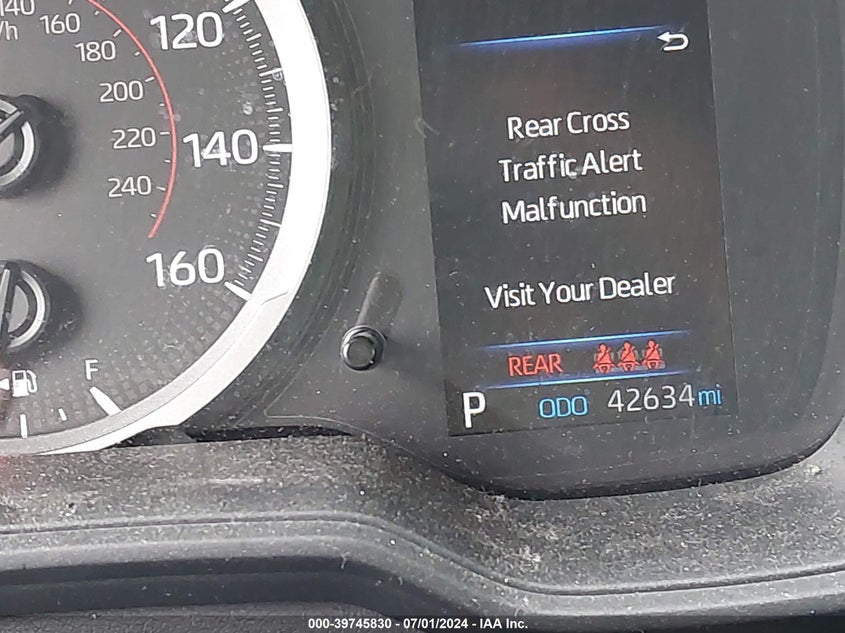 140
/h
160
180
200
220
240
120
140
160
F
Rear Cross
Traffic Alert
Malfunction
Visit Your Dealer
REAR
P
ODO 42634 mi
000-39745830 - 07/01/2024 - IAA Inc.